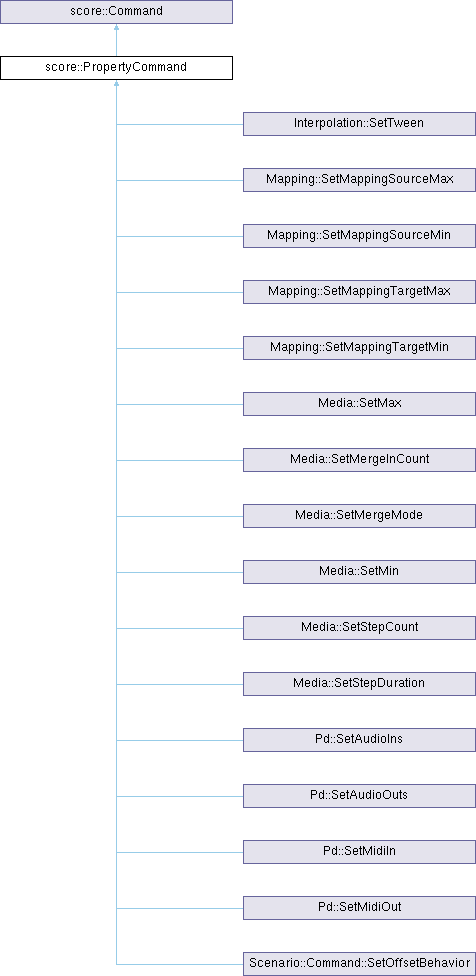 score::Command
score::PropertyCommand
Interpolation::SetTween
Mapping::SetMappingSourceMax
Mapping::SetMappingSourceMin
Mapping::SetMappingTargetMax
Mapping::SetMappingTargetMin
Media::SetMax
Media::SetMergeInCount
Media::SetMergeMode
Media::SetMin
Media::SetStepCount
Media::SetStepDuration
Pd::SetAudioIns
Pd::SetAudioOuts
Pd::SetMidiIn
Pd::SetMidiOut
Scenario::Command::SetOffsetBehavior